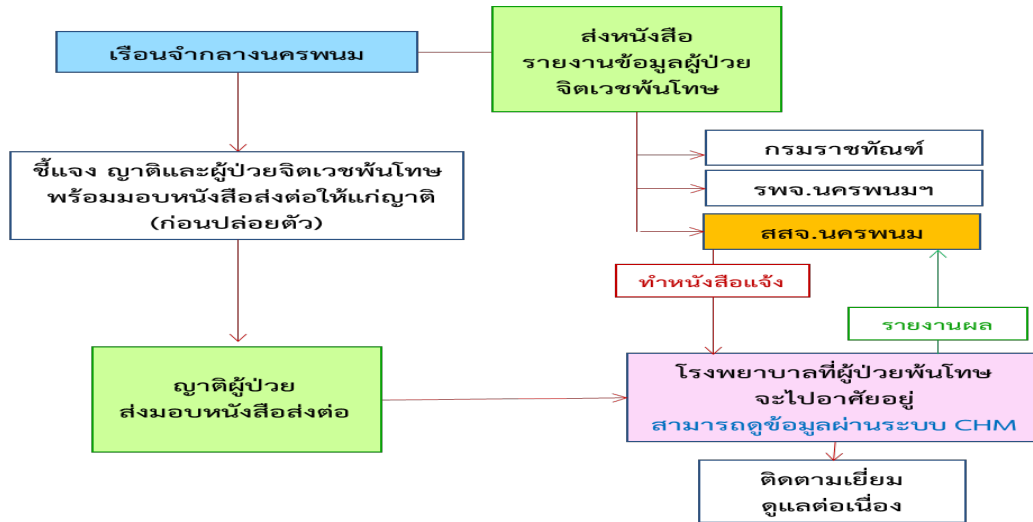 เรือนจำกลางนครพนม
ส่งหนังสือ
รายงานข้อมูลผู้ป่วย
จิตเวชพ้นโทษ
กรมราชทัณฑ์
รพจ.นครพนมฯ
สสจ.นครพนม
ชี้แจง ญาติและผู้ป่วยจิตเวชพ้นโทษ
พร้อมมอบหนังสือส่งต่อให้แก่ญาติ
(ก่อนปล่อยตัว)
ทำหนังสือแจ้ง
รายงานผล
ญาติผู้ป่วย
ส่งมอบหนังสือส่งต่อ
โรงพยาบาลที่ผู้ป่วยพ้นโทษ
จะไปอาศัยอยู่
สามารถดูข้อมูลผ่านระบบ CHM
ติดตามเยี่ยม
ดูแลต่อเนื่อง